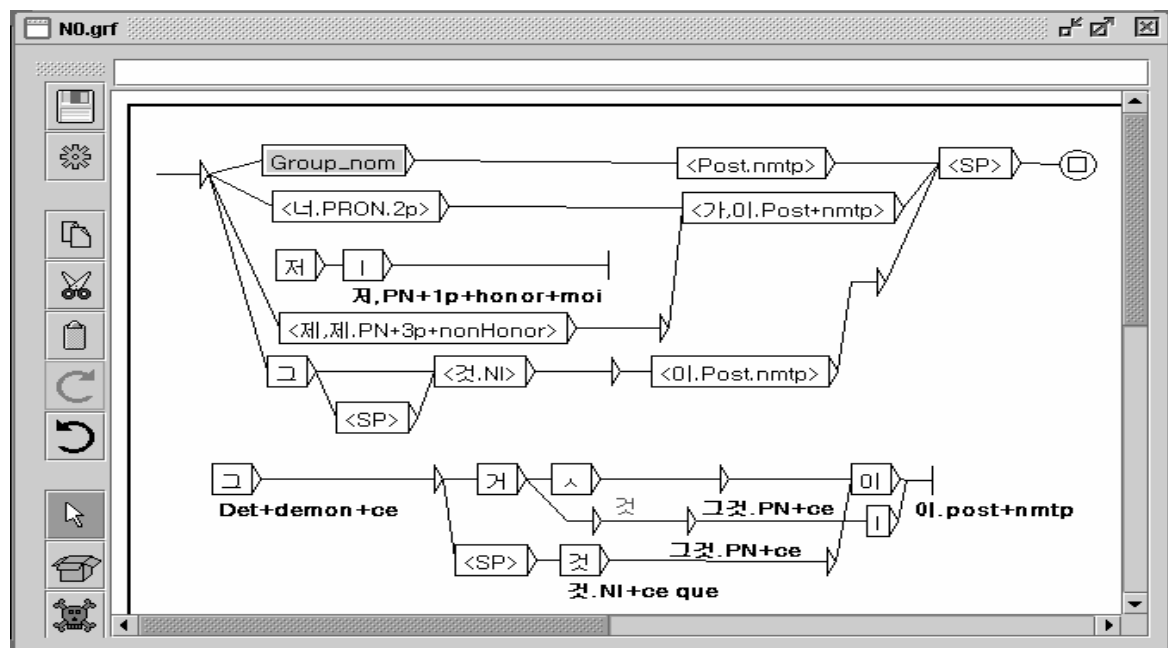 N0.grf
Group_nom <Post.nmtp> <SP>
<너.PRON.2p> <가,이.Post+nmtp>
저 ㅣ
저,PN+1p+honor+moi
<제,제.PN+3p+nonHonor>
그 <것.NI> <이.Post.nmtp>
<SP>
그 거 ㅅ 이
Det+demon+ce 것 그것.PN+ce ㅣ 이.post+nmtp
<SP> 것 그것.PN+ce
것.NI+ce que